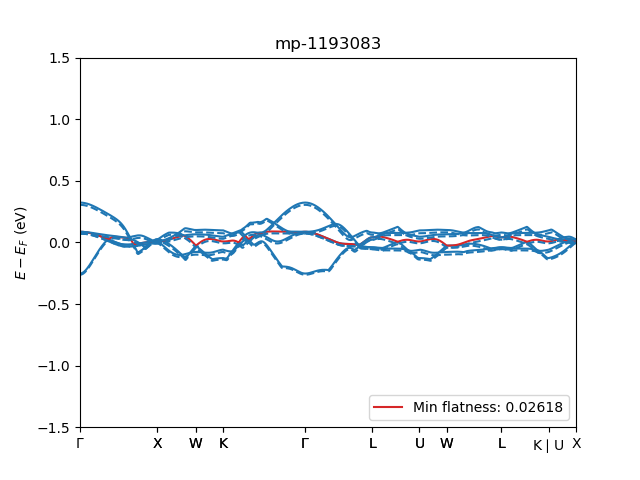 mp-1193083
1.5
1.0
0.5
0.0
−0.5
−1.0
−1.5
E − E_F (eV)
Min flatness: 0.02618
Γ X W K Γ L U W L K | U X